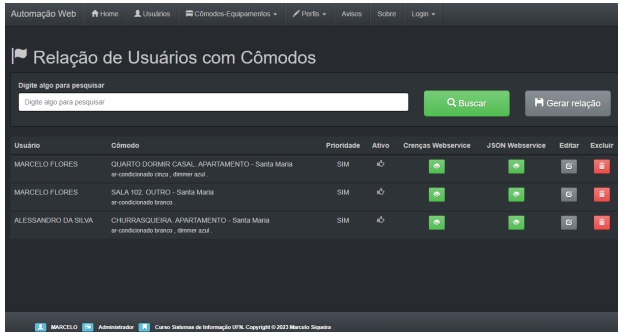 Automação Web Home Usuários Cômodos-Equipamentos Perfis Avisos Sobre Login
Relação de Usuários com Cômodos
Digite algo para pesquisar
Digite algo para pesquisar Buscar Gerar relação
Usuário Cômodo Prioridade Ativo Crenças Webservice JSON Webservice Editar Excluir
MARCELO FLORES QUARTO DORMIR CASAL. APARTAMENTO - Santa Maria SIM
ar-condicionado cinza , dimmer azul .
MARCELO FLORES SALA 102. OUTRO - Santa Maria SIM
ar-condicionado branco .
ALESSANDRO DA SILVA CHURRASQUEIRA. APARTAMENTO - Santa Maria SIM
ar-condicionado branco , dimmer azul .
MARCELO Administrador Curso Sistemas de Informação UFN. Copyright © 2023 Marcelo Siqueira